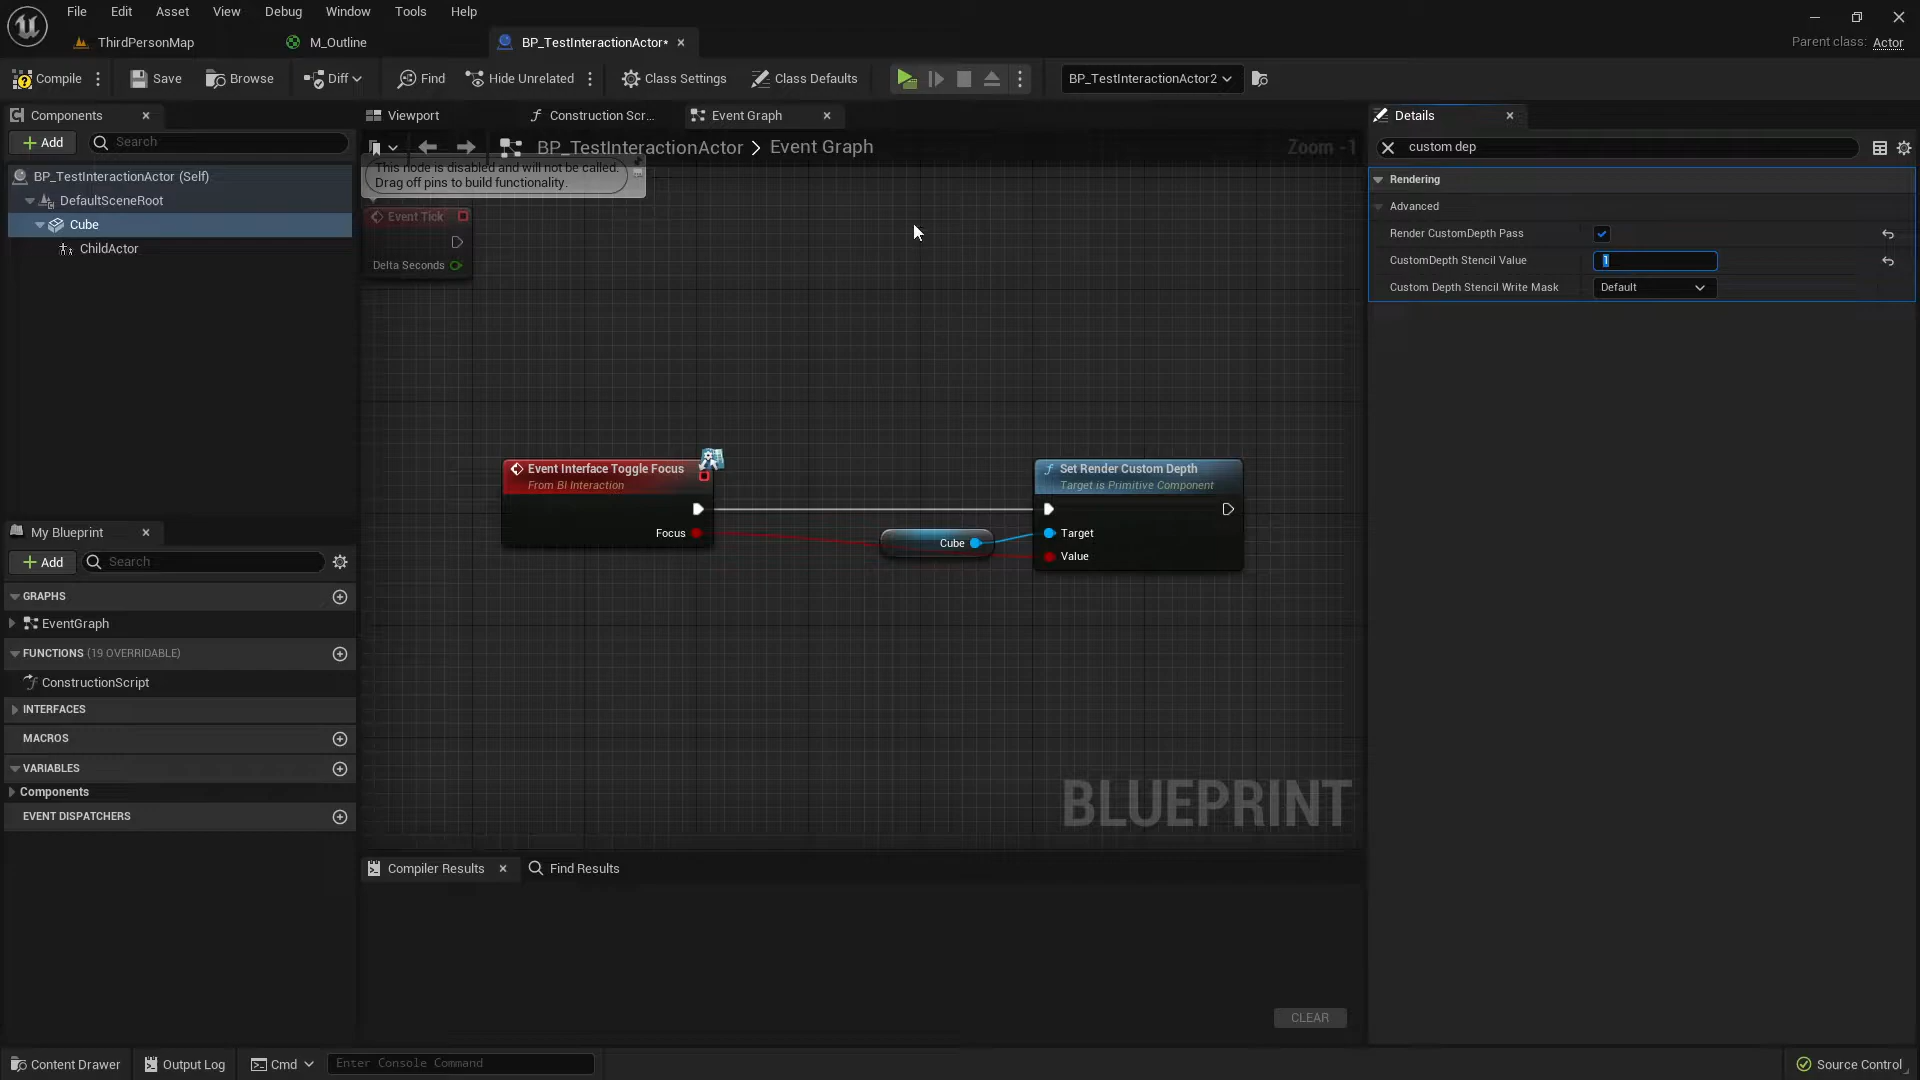 File Edit Asset View Debug Window Tools Help
ThirdPersonMap M_Outline BP_TestInteractionActor* Parent class: Actor
Compile Save Browse Diff Find Hide Unrelated Class Settings Class Defaults BP_TestInteractionActor2
Components
Add Search
BP_TestInteractionActor (Self)
DefaultSceneRoot
Cube
ChildActor
My Blueprint
Add Search
GRAPHS
EventGraph
FUNCTIONS (19 OVERRIDABLE)
ConstructionScript
INTERFACES
MACROS
VARIABLES
Components
EVENT DISPATCHERS
Viewport Construction Scr... Event Graph
BP_TestInteractionActor > Event Graph Zoom -1
This node is disabled and will not be called.
Drag off pins to build functionality.
Event Tick
Delta Seconds
Event Interface Toggle Focus
From BI Interaction
Focus
Cube
Set Render Custom Depth
Target is Primitive Component
Target
Value
BLUEPRINT
Compiler Results Find Results
CLEAR
Details
custom dep
Rendering
Advanced
Render CustomDepth Pass
CustomDepth Stencil Value 1
Custom Depth Stencil Write Mask Default
Content Drawer Output Log Cmd Enter Console Command Source Control